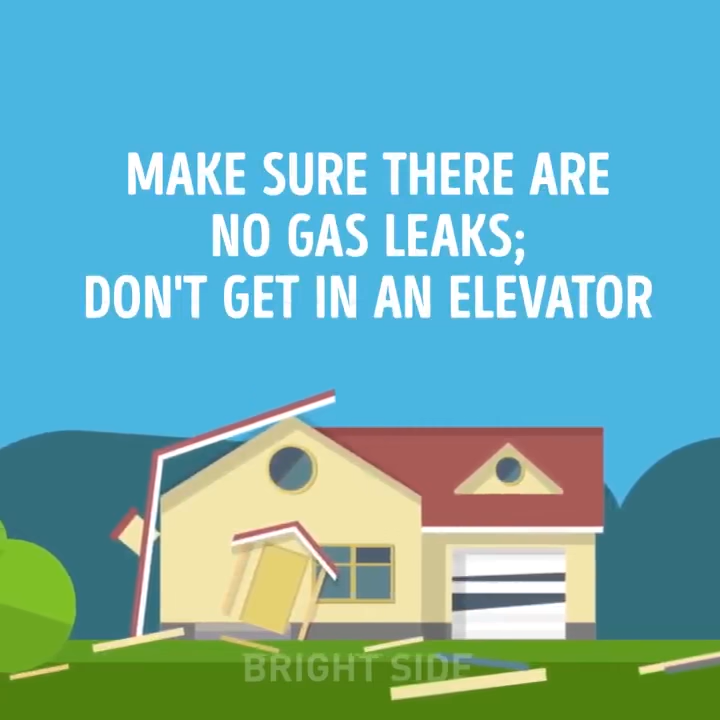 MAKE SURE THERE ARE
NO GAS LEAKS;
DON'T GET IN AN ELEVATOR
BRIGHT SIDE